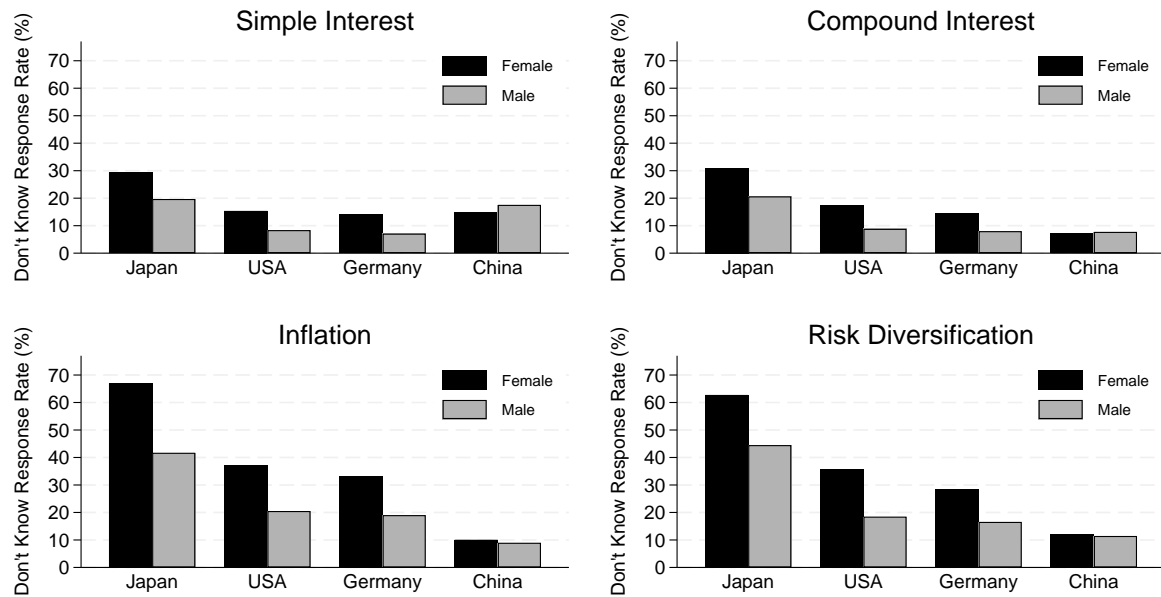 Simple Interest
Don't Know Response Rate (%)
70
60
50
40
30
20
10
0
Female
Male
Japan USA Germany China
Compound Interest
Don't Know Response Rate (%)
70
60
50
40
30
20
10
0
Female
Male
Japan USA Germany China
Inflation
Don't Know Response Rate (%)
70
60
50
40
30
20
10
0
Female
Male
Japan USA Germany China
Risk Diversification
Don't Know Response Rate (%)
70
60
50
40
30
20
10
0
Female
Male
Japan USA Germany China